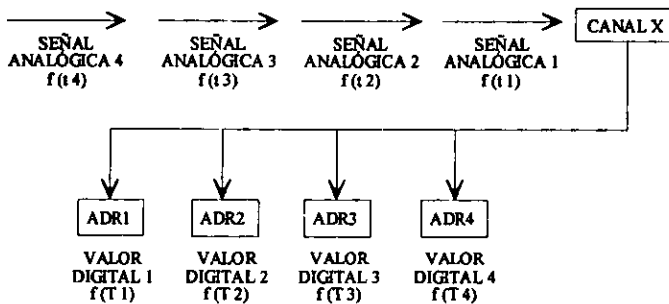 CANAL X
SEÑAL
ANALÓGICA 4
f(t4)
SEÑAL
ANALÓGICA 3
f(t3)
SEÑAL
ANALÓGICA 2
f(t2)
SEÑAL
ANALÓGICA 1
f(t1)
ADR1
ADR2
ADR3
ADR4
VALOR
DIGITAL 1
f(T1)
VALOR
DIGITAL 2
f(T2)
VALOR
DIGITAL 3
f(T3)
VALOR
DIGITAL 4
f(T4)